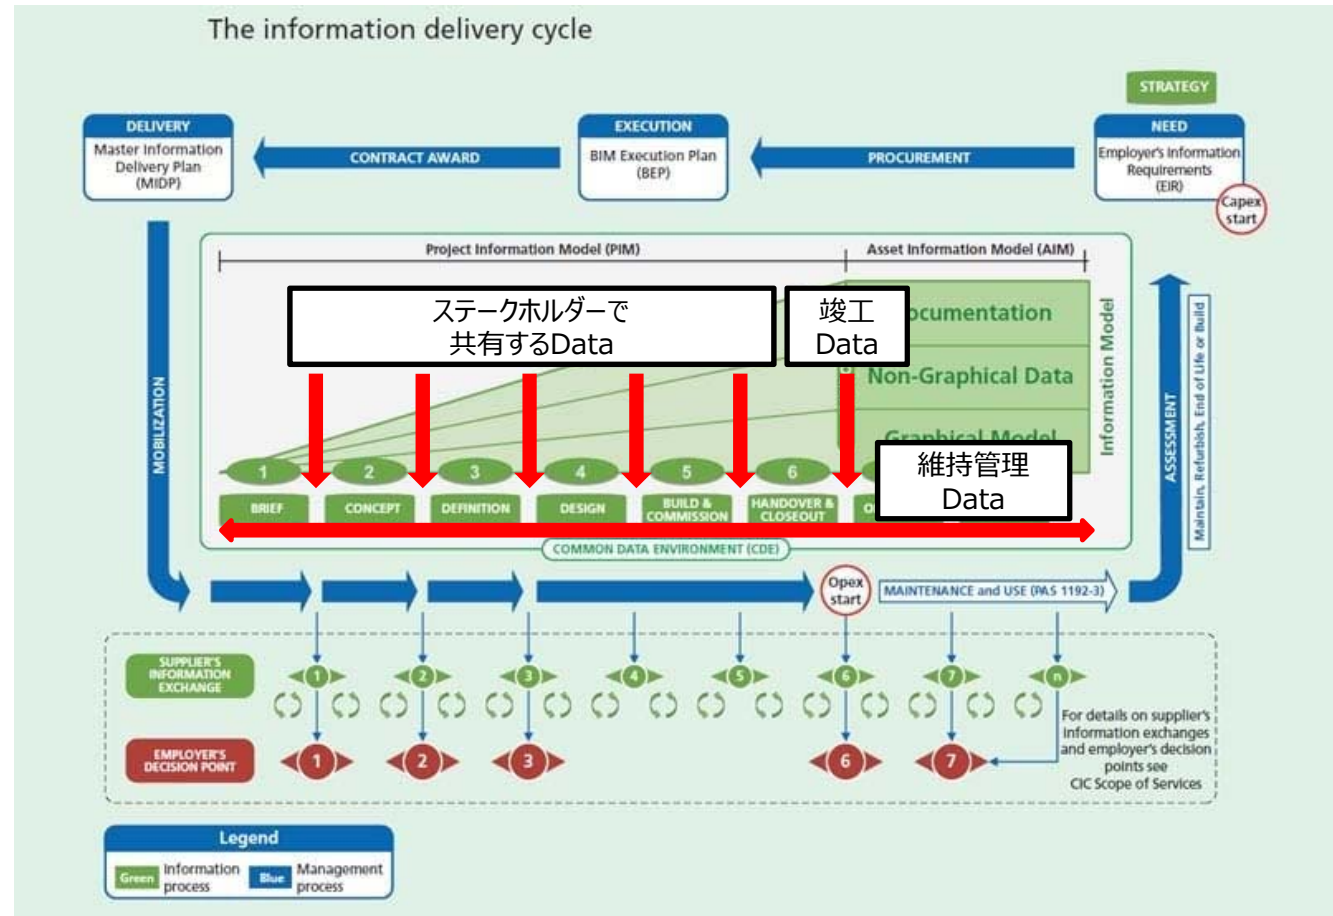 The information delivery cycle
STRATEGY
DELIVERY
Master Information
Delivery Plan
(MIDP)
CONTRACT AWARD
EXECUTION
BIM Execution Plan
(BEP)
PROCUREMENT
NEED
Employer's Information
Requirements
(EIR)
Capex
start
Project Information Model (PIM)
Asset Information Model (AIM)
ステークホルダーで
共有するData
竣工
Data
ocumentation
Non-Graphical Data
Graphical Model
維持管理
Data
Information Model
MOBILIZATION
ASSESSMENT
Maintain, Refurbish, End of Life or Build
1
2
3
4
5
6
BRIEF
CONCEPT
DEFINITION
DESIGN
BUILD &
COMMISSION
HANDOVER &
CLOSEOUT
COMMON DATA ENVIRONMENT (CDE)
Opex
start
MAINTENANCE and USE (PAS 1192-3)
SUPPLIER'S
INFORMATION
EXCHANGE
1
2
3
4
5
6
7
n
EMPLOYER'S
DECISION POINT
1
2
3
6
7
For details on supplier's
information exchanges
and employer's decision
points see
CIC Scope of Services
Legend
Green
Information
process
Blue
Management
process